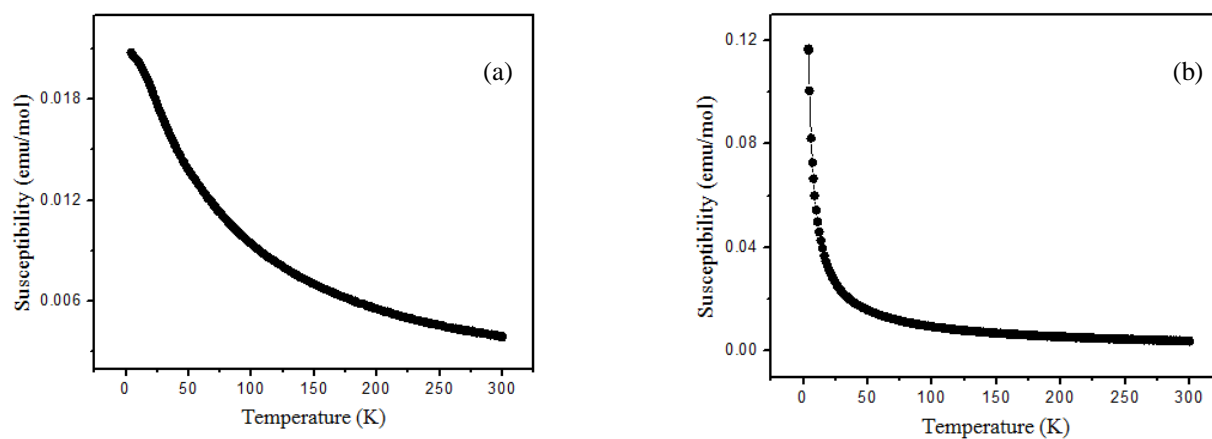 (a)
0.018
0.012
0.006
Susceptibility (emu/mol)
0 50 100 150 200 250 300
Temperature (K)
(b)
0.12
0.08
0.04
0.00
Susceptibility (emu/mol)
0 50 100 150 200 250 300
Temperature (K)